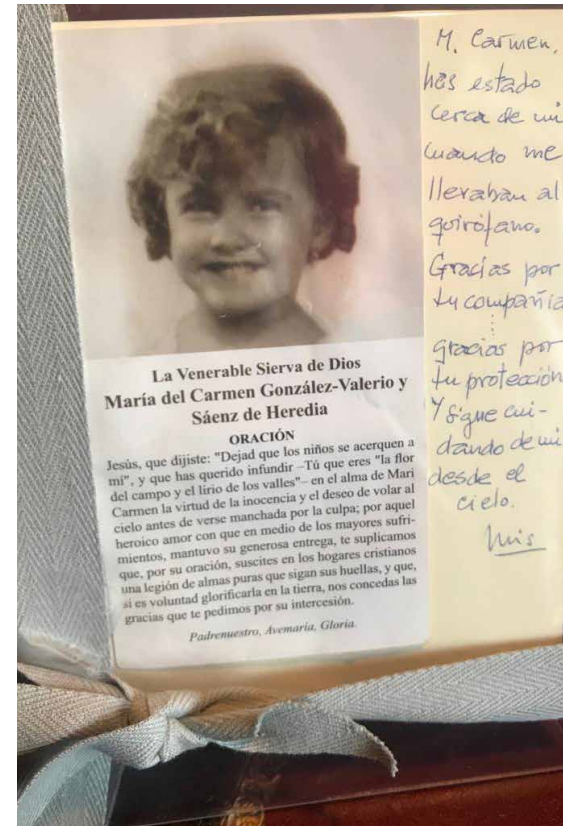 La Venerable Sierva de Dios
María del Carmen González-Valerio y
Sáenz de Heredia
ORACIÓN
Jesús, que dijiste: "Dejad que los niños se acerquen a
mí", y que has querido infundir –Tú que eres "la flor
del campo y el lirio de los valles"– en el alma de Mari
Carmen la virtud de la inocencia y el deseo de volar al
cielo antes de verse manchada por la culpa; por aquel
heroico amor con que en medio de los mayores sufri-
mientos, mantuvo su generosa entrega, te suplicamos
que, por su oración, suscites en los hogares cristianos
una legión de almas puras que sigan sus huellas, y que,
si es voluntad glorificarla en la tierra, nos concedas las
gracias que te pedimos por su intercesión.
Padrenuestro, Avemaría, Gloria.
M. Carmen,
has estado
cerca de mi
cuando me
llevaban al
quirófano.
Gracias por
tu compañía
gracias por
tu protección
Y sigue cui-
dando de mi
desde el
cielo.
Luis